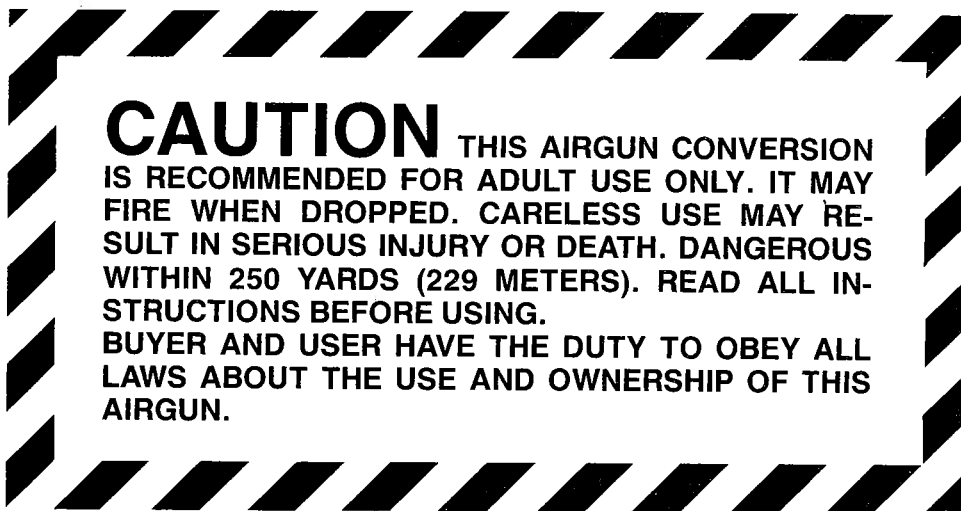 CAUTION THIS AIRGUN CONVERSION
IS RECOMMENDED FOR ADULT USE ONLY. IT MAY
FIRE WHEN DROPPED. CARELESS USE MAY RE-
SULT IN SERIOUS INJURY OR DEATH. DANGEROUS
WITHIN 250 YARDS (229 METERS). READ ALL IN-
STRUCTIONS BEFORE USING.
BUYER AND USER HAVE THE DUTY TO OBEY ALL
LAWS ABOUT THE USE AND OWNERSHIP OF THIS
AIRGUN.